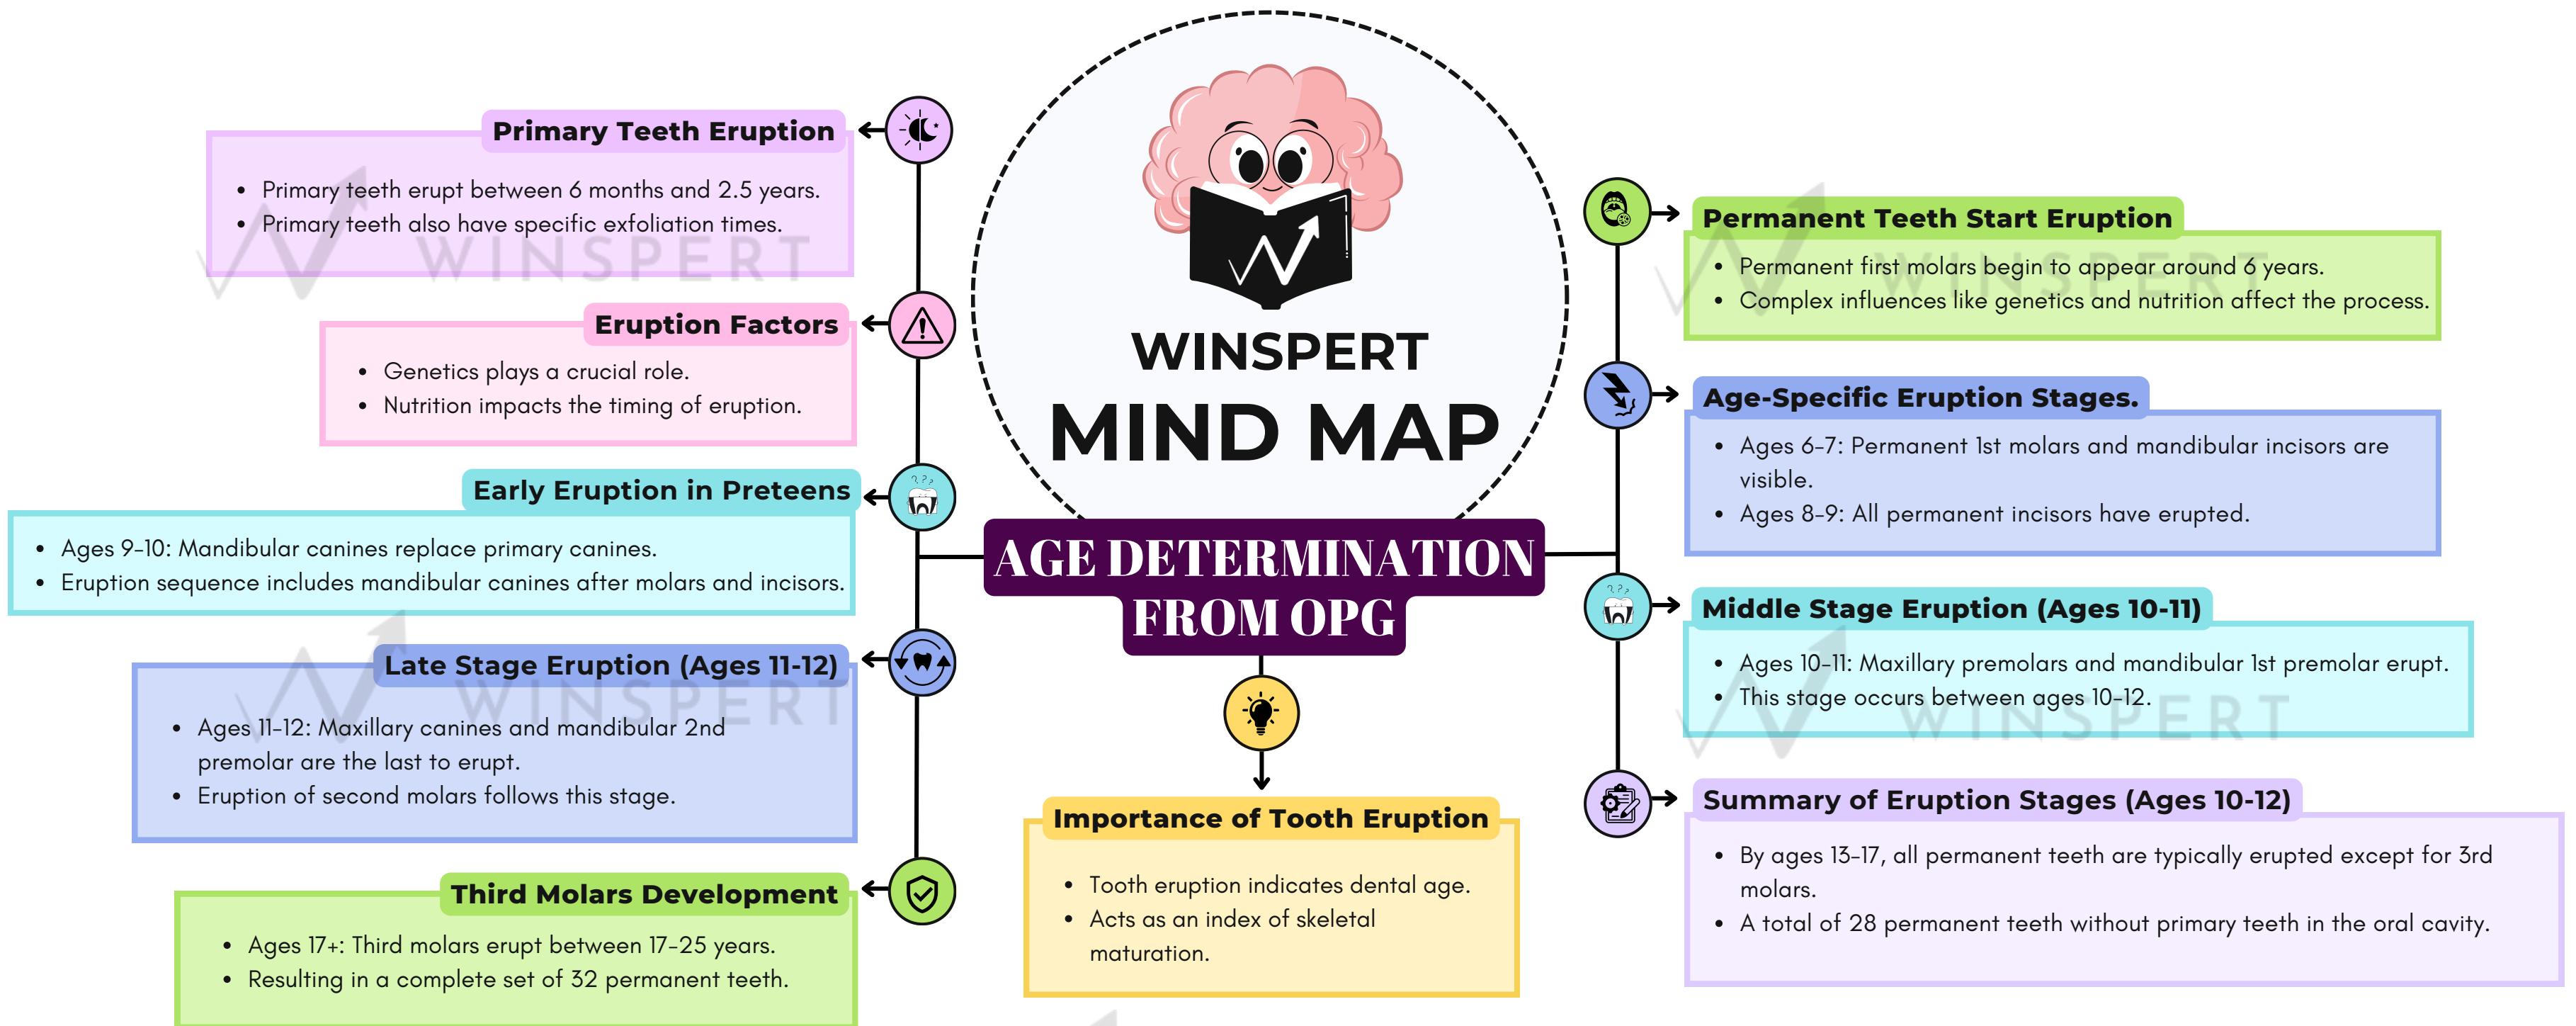 WINSPERT
MIND MAP
AGE DETERMINATION
FROM OPG
Primary Teeth Eruption
• Primary teeth erupt between 6 months and 2.5 years.
• Primary teeth also have specific exfoliation times.
WINSPERT
Eruption Factors
• Genetics plays a crucial role.
• Nutrition impacts the timing of eruption.
Early Eruption in Preteens
• Ages 9-10: Mandibular canines replace primary canines.
• Eruption sequence includes mandibular canines after molars and incisors.
Late Stage Eruption (Ages 11-12)
WINSPERT
• Ages 11-12: Maxillary canines and mandibular 2nd
premolar are the last to erupt.
• Eruption of second molars follows this stage.
Third Molars Development
• Ages 17+: Third molars erupt between 17-25 years.
• Resulting in a complete set of 32 permanent teeth.
Importance of Tooth Eruption
• Tooth eruption indicates dental age.
• Acts as an index of skeletal
maturation.
Permanent Teeth Start Eruption
WINSPERT
• Permanent first molars begin to appear around 6 years.
• Complex influences like genetics and nutrition affect the process.
Age-Specific Eruption Stages.
• Ages 6-7: Permanent 1st molars and mandibular incisors are
visible.
• Ages 8-9: All permanent incisors have erupted.
Middle Stage Eruption (Ages 10-11)
• Ages 10-11: Maxillary premolars and mandibular 1st premolar erupt.
• This stage occurs between ages 10-12.
WINSPERT
Summary of Eruption Stages (Ages 10-12)
• By ages 13-17, all permanent teeth are typically erupted except for 3rd
molars.
• A total of 28 permanent teeth without primary teeth in the oral cavity.